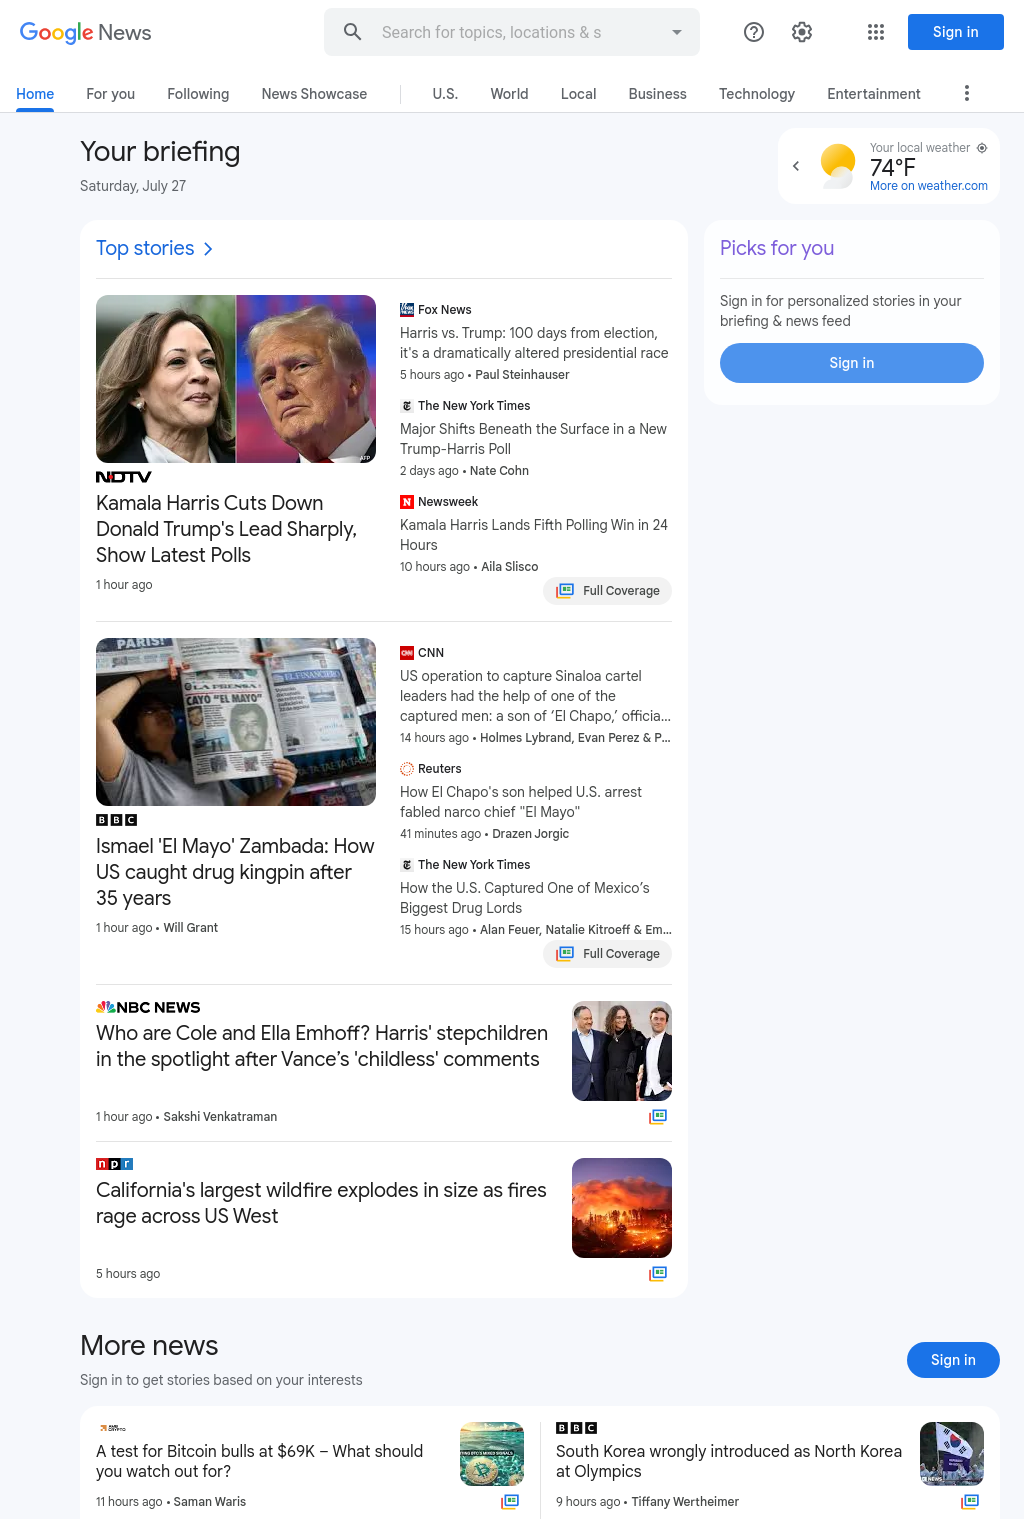 Google News
Search for topics, locations & s
Sign in
Home
For you
Following
News Showcase
U.S.
World
Local
Business
Technology
Entertainment
Your briefing
Saturday, July 27
Your local weather
74°F
More on weather.com
Top stories
AFP
NDTV
Kamala Harris Cuts Down
Donald Trump's Lead Sharply,
Show Latest Polls
1 hour ago
Fox News
Harris vs. Trump: 100 days from election,
it's a dramatically altered presidential race
5 hours ago • Paul Steinhauser
The New York Times
Major Shifts Beneath the Surface in a New
Trump-Harris Poll
2 days ago • Nate Cohn
Newsweek
Kamala Harris Lands Fifth Polling Win in 24
Hours
10 hours ago • Aila Slisco
Full Coverage
Picks for you
Sign in for personalized stories in your
briefing & news feed
Sign in
PARIS!
LA PRENSA
CAYÓ "EL MAYO"
EL FINANCIERO
BBC
Ismael 'El Mayo' Zambada: How
US caught drug kingpin after
35 years
1 hour ago • Will Grant
CNN
US operation to capture Sinaloa cartel
leaders had the help of one of the
captured men: a son of ‘El Chapo,’ officia...
14 hours ago • Holmes Lybrand, Evan Perez & P...
Reuters
How El Chapo's son helped U.S. arrest
fabled narco chief "El Mayo"
41 minutes ago • Drazen Jorgic
The New York Times
How the U.S. Captured One of Mexico’s
Biggest Drug Lords
15 hours ago • Alan Feuer, Natalie Kitroeff & Em...
Full Coverage
NBC NEWS
Who are Cole and Ella Emhoff? Harris' stepchildren
in the spotlight after Vance’s 'childless' comments
1 hour ago • Sakshi Venkatraman
npr
California's largest wildfire explodes in size as fires
rage across US West
5 hours ago
More news
Sign in to get stories based on your interests
Sign in
AMB CRYPTO
A test for Bitcoin bulls at $69K – What should
you watch out for?
11 hours ago • Saman Waris
BBC
South Korea wrongly introduced as North Korea
at Olympics
9 hours ago • Tiffany Wertheimer
NEWS